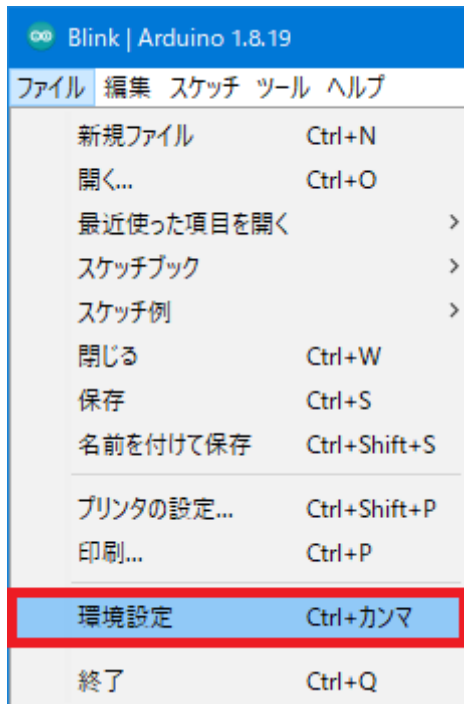 Blink | Arduino 1.8.19
ファイル 編集 スケッチ ツール ヘルプ
新規ファイル Ctrl+N
開く... Ctrl+O
最近使った項目を開く
スケッチブック
スケッチ例
閉じる Ctrl+W
保存 Ctrl+S
名前を付けて保存 Ctrl+Shift+S
プリンタの設定... Ctrl+Shift+P
印刷... Ctrl+P
環境設定 Ctrl+カンマ
終了 Ctrl+Q